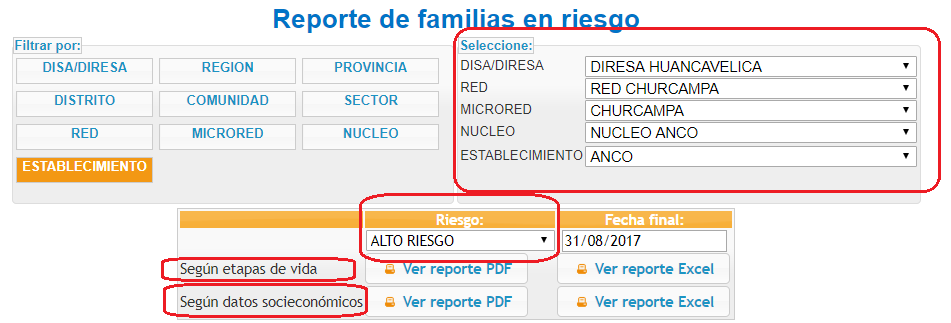 Reporte de familias en riesgo
Filtrar por:
DISA/DIRESA REGION PROVINCIA
DISTRITO COMUNIDAD SECTOR
RED MICRORED NUCLEO
ESTABLECIMIENTO
Seleccione:
DISA/DIRESA DIRESA HUANCAVELICA
RED RED CHURCAMPA
MICRORED CHURCAMPA
NUCLEO NUCLEO ANCO
ESTABLECIMIENTO ANCO
Riesgo: Fecha final:
ALTO RIESGO 31/08/2017
Según etapas de vida Ver reporte PDF Ver reporte Excel
Según datos socieconómicos Ver reporte PDF Ver reporte Excel